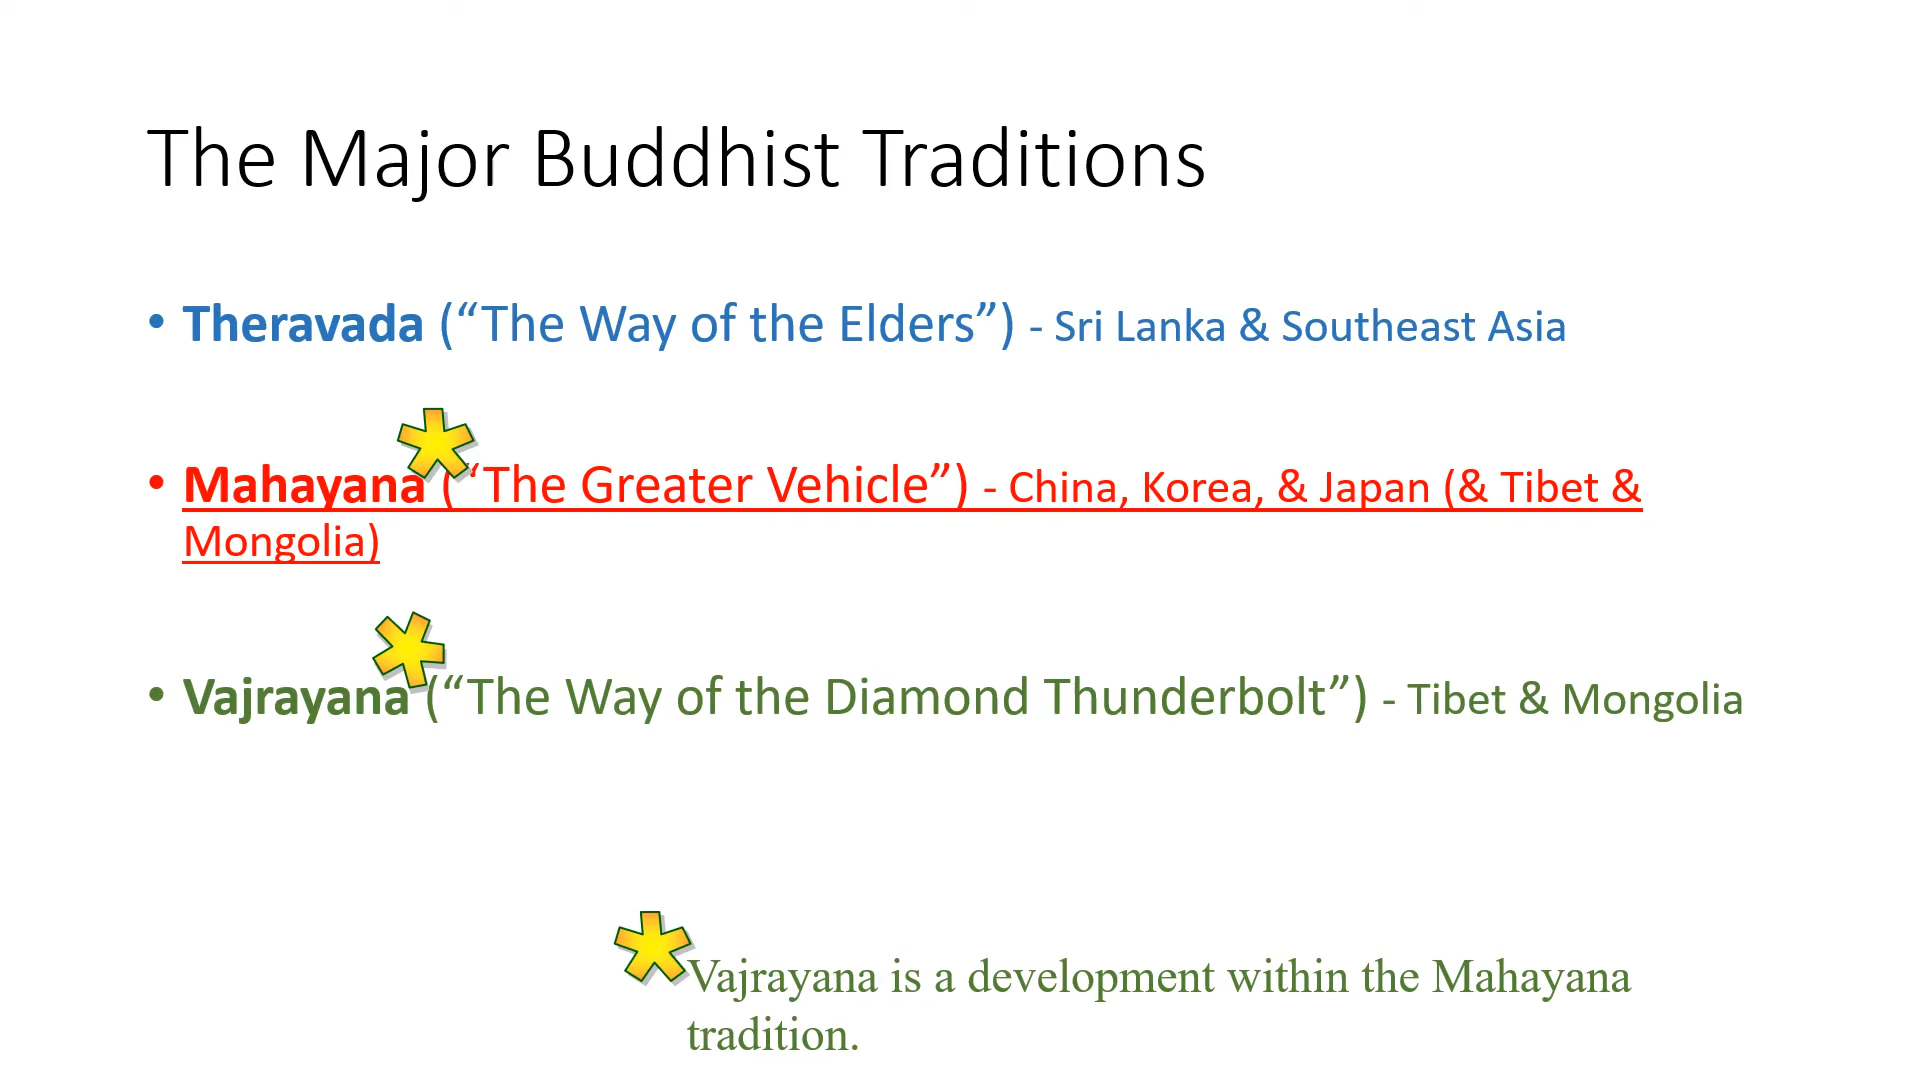 The Major Buddhist Traditions
• Theravada (“The Way of the Elders”) - Sri Lanka & Southeast Asia
• Mahayana (“The Greater Vehicle”) - China, Korea, & Japan (& Tibet &
Mongolia)
• Vajrayana (“The Way of the Diamond Thunderbolt”) - Tibet & Mongolia
Vajrayana is a development within the Mahayana
tradition.